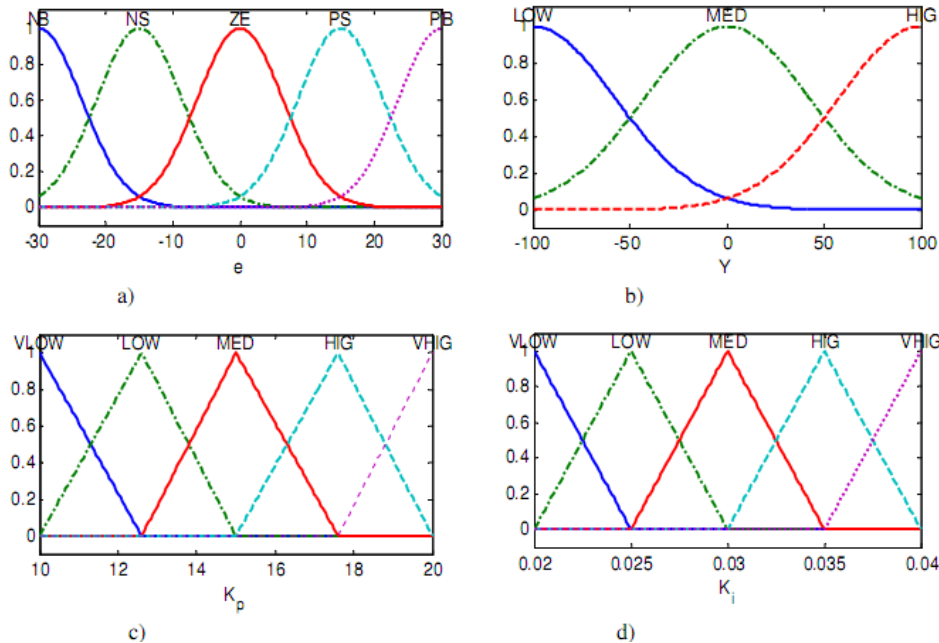 NB NS ZE PS PB
1
0.8
0.6
0.4
0.2
0
-30 -20 -10 0 10 20 30
e
a)
LOW MED HIG
1
0.8
0.6
0.4
0.2
0
-100 -50 0 50 100
Y
b)
VLOW LOW MED HIG VHIG
1
0.8
0.6
0.4
0.2
0
10 12 14 16 18 20
K_p
c)
VLOW LOW MED HIG VHIG
1
0.8
0.6
0.4
0.2
0
0.02 0.025 0.03 0.035 0.04
K_i
d)